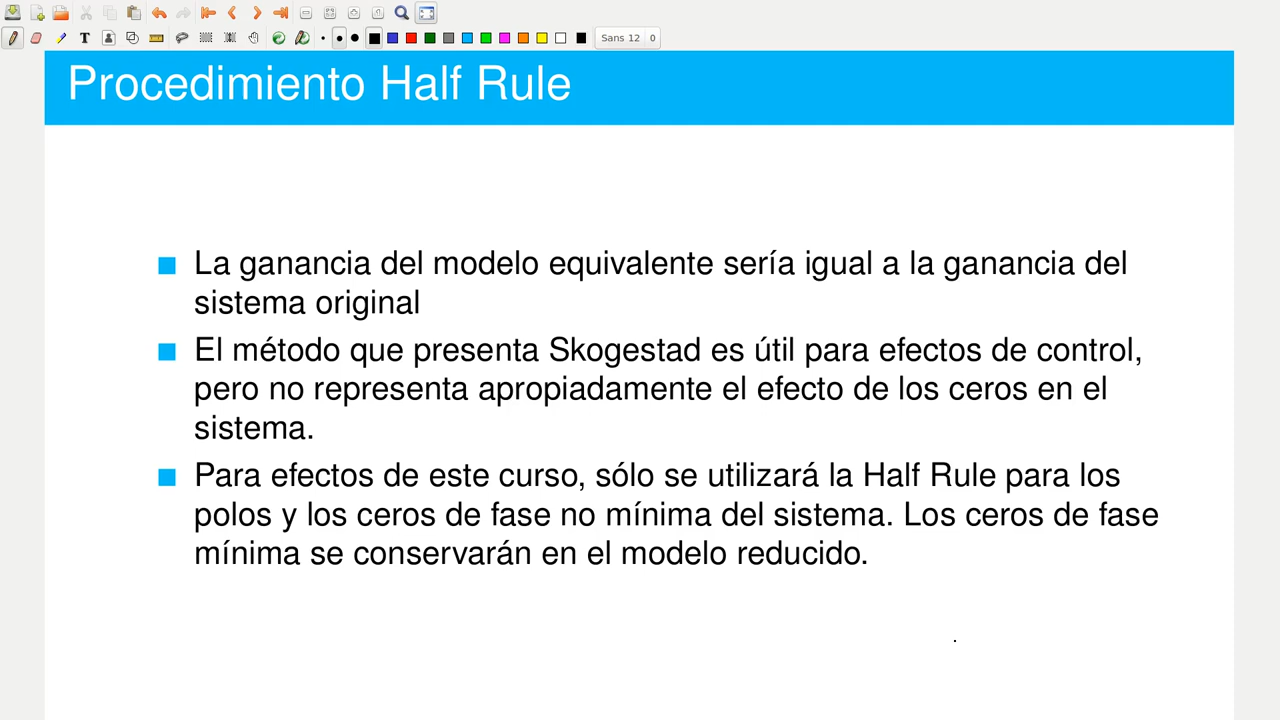 Sans 12 0
Procedimiento Half Rule
La ganancia del modelo equivalente sería igual a la ganancia del
sistema original
El método que presenta Skogestad es útil para efectos de control,
pero no representa apropiadamente el efecto de los ceros en el
sistema.
Para efectos de este curso, sólo se utilizará la Half Rule para los
polos y los ceros de fase no mínima del sistema. Los ceros de fase
mínima se conservarán en el modelo reducido.